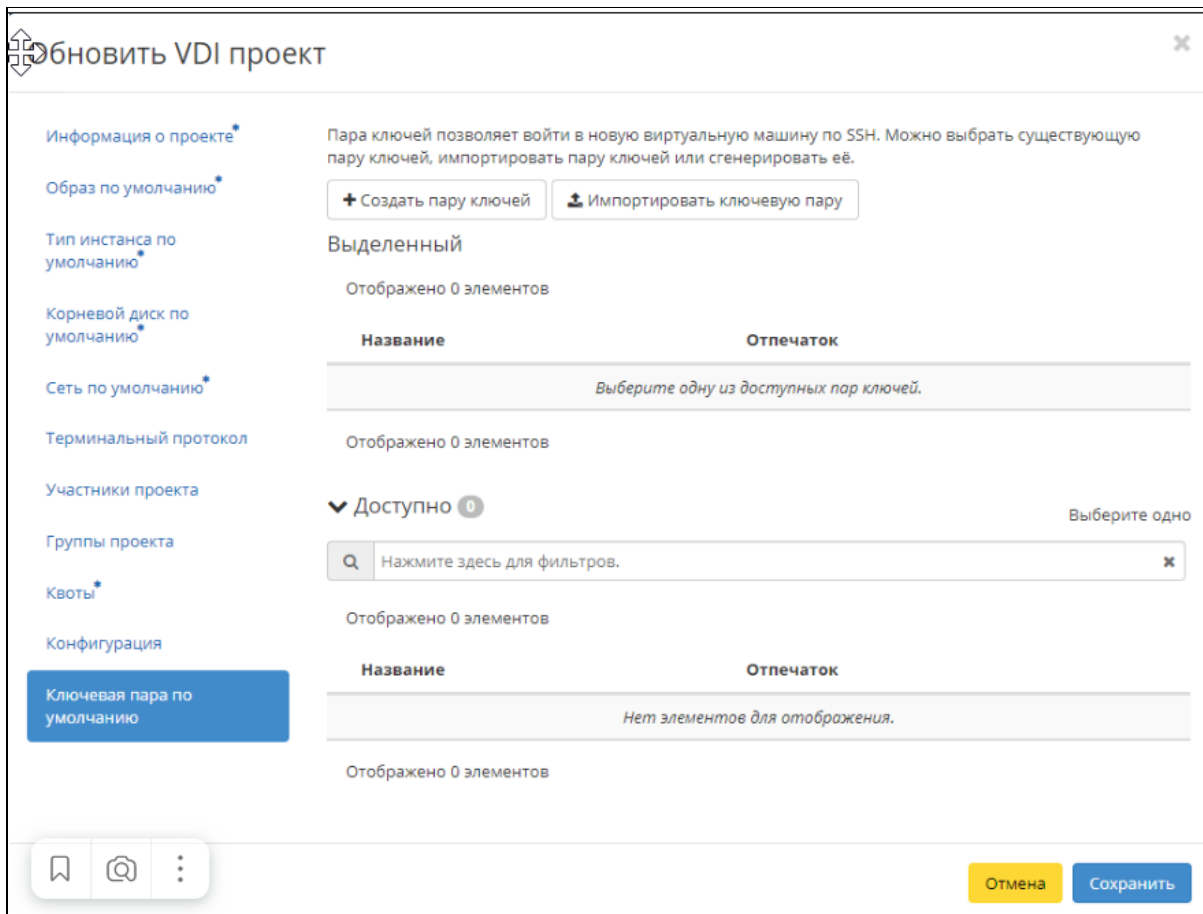 Обновить VDI проект
Информация о проекте*
Образ по умолчанию*
Тип инстанса по
умолчанию*
Корневой диск по
умолчанию*
Сеть по умолчанию*
Терминальный протокол
Участники проекта
Группы проекта
Квоты*
Конфигурация
Ключевая пара по
умолчанию
Пара ключей позволяет войти в новую виртуальную машину по SSH. Можно выбрать существующую
пару ключей, импортировать пару ключей или сгенерировать её.
Создать пару ключей Импортировать ключевую пару
Выделенный
Отображено 0 элементов
Название Отпечаток
Выберите одну из доступных пар ключей.
Отображено 0 элементов
Доступно 0
Выберите одно
Нажмите здесь для фильтров.
Отображено 0 элементов
Название Отпечаток
Нет элементов для отображения.
Отображено 0 элементов
Отмена Сохранить